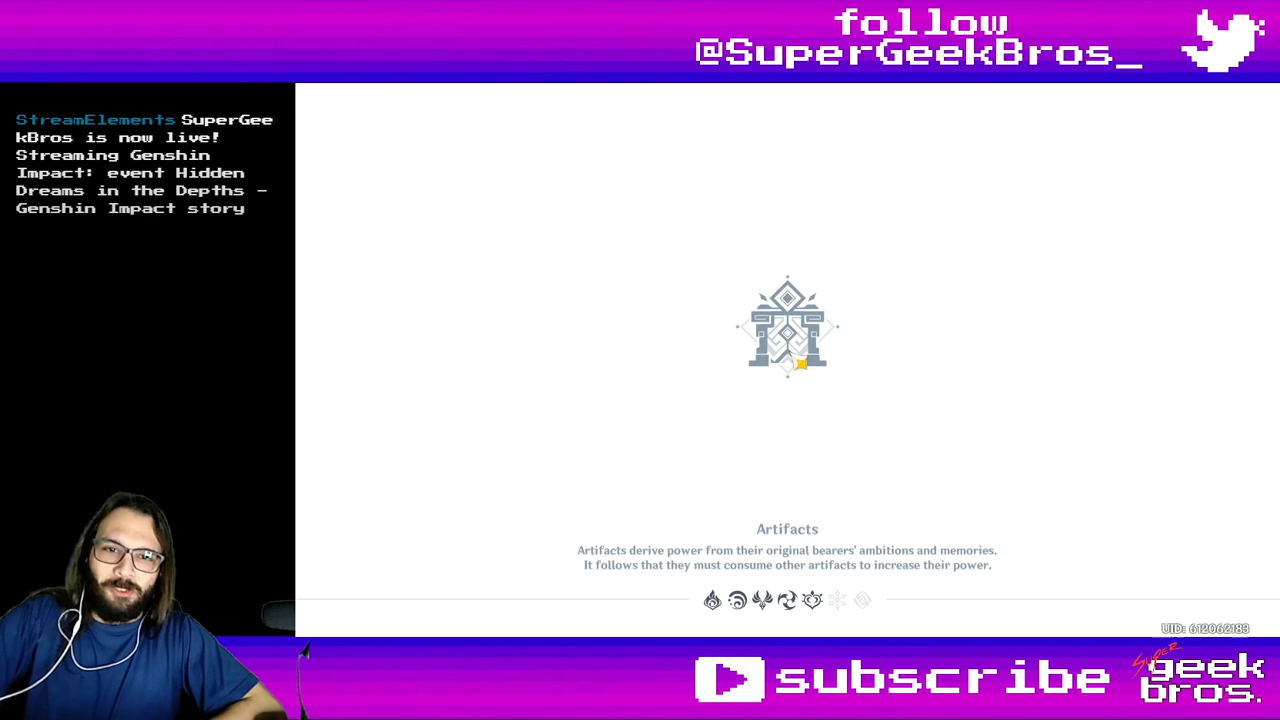 follow
@SuperGeekBros_
StreamElements SuperGee
kBros is now live!
Streaming Genshin
Impact: event Hidden
Dreams in the Depths -
Genshin Impact story
Artifacts
Artifacts derive power from their original bearers' ambitions and memories.
It follows that they must consume other artifacts to increase their power.
UID: 612062183
subscribe
SUPER
geek
bros.